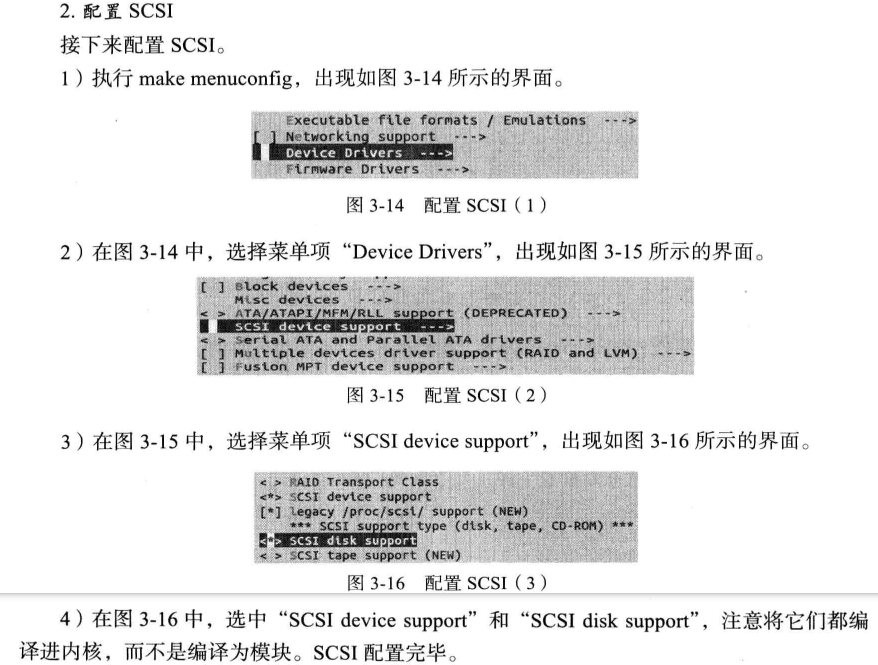 2. 配置 SCSI
接下来配置 SCSI。
1）执行 make menuconfig，出现如图 3-14 所示的界面。
Executable file formats / Emulations --->
[ ] Networking support --->
Device Drivers --->
Firmware Drivers --->
图 3-14 配置 SCSI（1）
2）在图 3-14 中，选择菜单项“Device Drivers”，出现如图 3-15 所示的界面。
[ ] Block devices --->
Misc devices --->
< > ATA/ATAPI/MFM/RLL support (DEPRECATED) --->
SCSI device support --->
< > Serial ATA and Parallel ATA drivers --->
[ ] Multiple devices driver support (RAID and LVM) --->
[ ] Fusion MPT device support --->
图 3-15 配置 SCSI（2）
3）在图 3-15 中，选择菜单项“SCSI device support”，出现如图 3-16 所示的界面。
< > RAID Transport Class
<*> SCSI device support
[*] legacy /proc/scsi/ support (NEW)
*** SCSI support type (disk, tape, CD-ROM) ***
<*> SCSI disk support
< > SCSI tape support (NEW)
图 3-16 配置 SCSI（3）
4）在图 3-16 中，选中“SCSI device support”和“SCSI disk support”，注意将它们都编
译进内核，而不是编译为模块。SCSI 配置完毕。